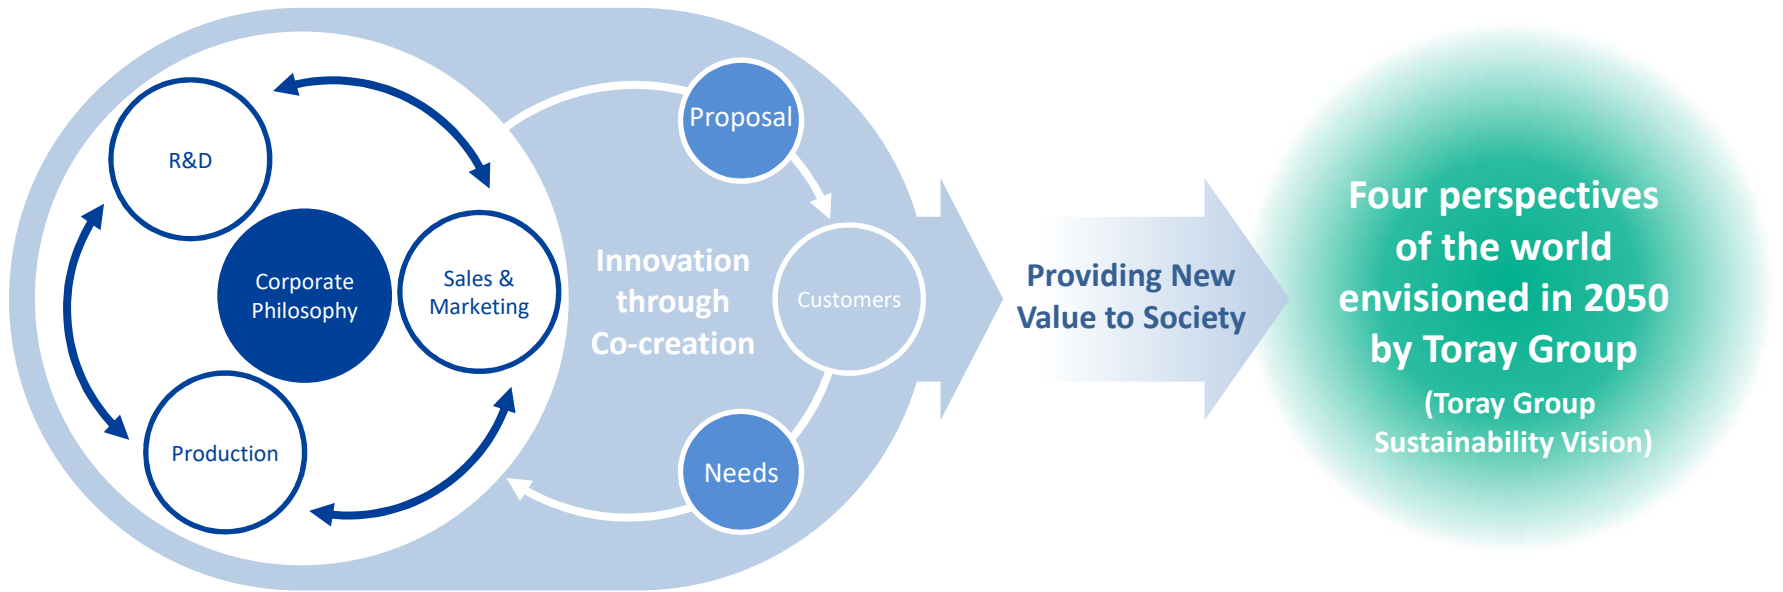 R&D
Corporate
Philosophy
Sales &
Marketing
Production
Innovation
through
Co-creation
Proposal
Customers
Needs
Providing New
Value to Society
Four perspectives
of the world
envisioned in 2050
by Toray Group
(Toray Group
Sustainability Vision)